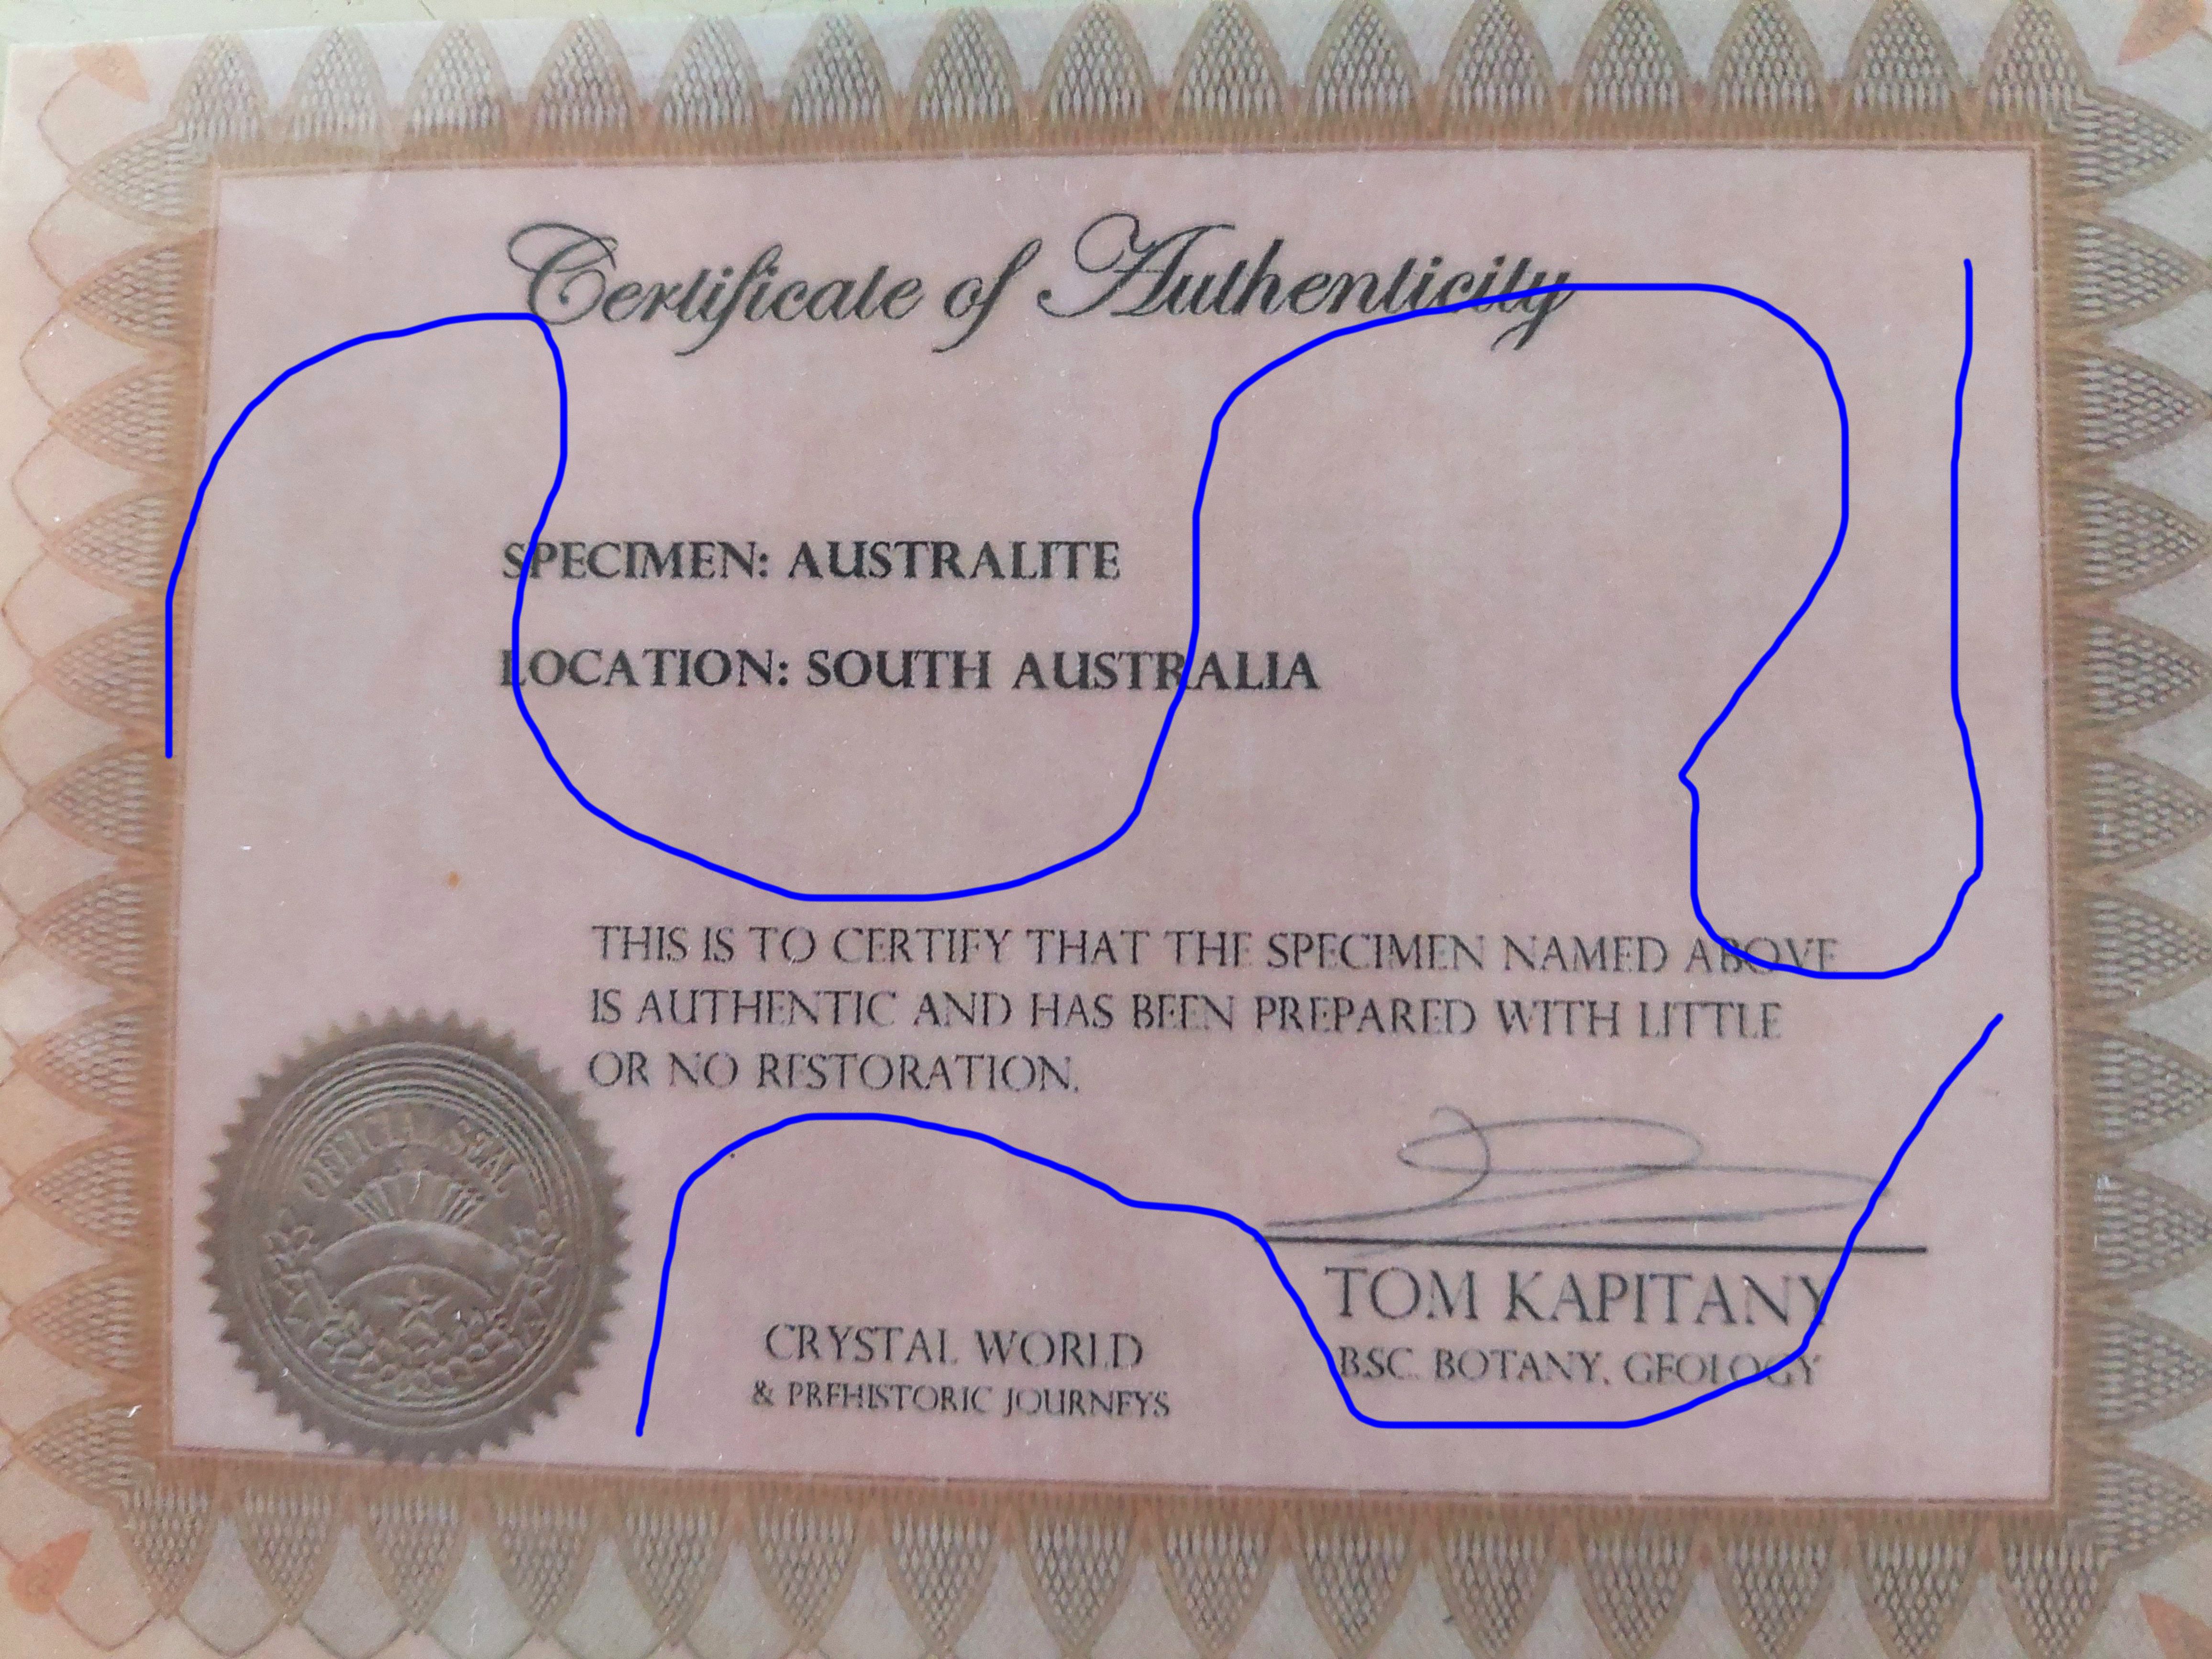 Certificate of Authenticity
SPECIMEN: AUSTRALITE
LOCATION: SOUTH AUSTRALIA
THIS IS TO CERTIFY THAT THE SPECIMEN NAMED ABOVE
IS AUTHENTIC AND HAS BEEN PREPARED WITH LITTLE
OR NO RESTORATION.
OFFICIAL SEAL
TOM KAPITANY
B.SC. BOTANY, GEOLOGY
CRYSTAL WORLD
& PREHISTORIC JOURNEYS